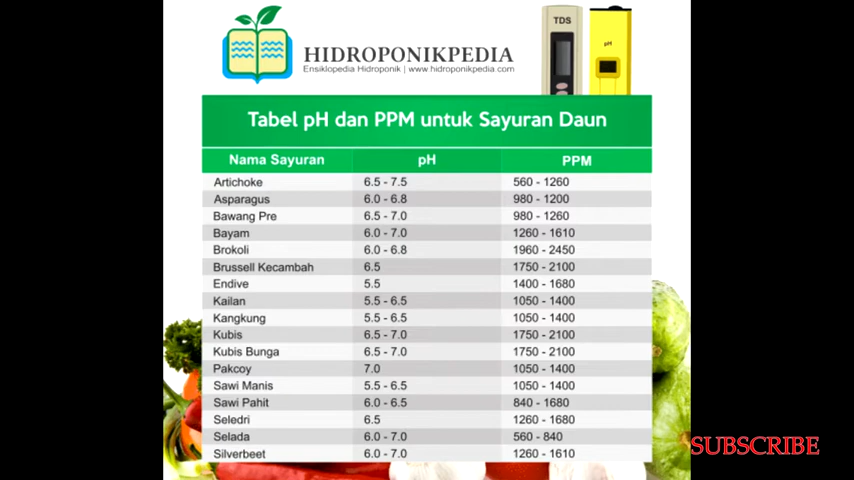 TDS
pH
HIDROPONIKPEDIA
Ensiklopedia Hidroponik | www.hidroponikpedia.com
Tabel pH dan PPM untuk Sayuran Daun
Nama Sayuran pH PPM
Artichoke 6.5 - 7.5 560 - 1260
Asparagus 6.0 - 6.8 980 - 1200
Bawang Pre 6.5 - 7.0 980 - 1260
Bayam 6.0 - 7.0 1260 - 1610
Brokoli 6.0 - 6.8 1960 - 2450
Brussell Kecambah 6.5 1750 - 2100
Endive 5.5 1400 - 1680
Kailan 5.5 - 6.5 1050 - 1400
Kangkung 5.5 - 6.5 1050 - 1400
Kubis 6.5 - 7.0 1750 - 2100
Kubis Bunga 6.5 - 7.0 1750 - 2100
Pakcoy 7.0 1050 - 1400
Sawi Manis 5.5 - 6.5 1050 - 1400
Sawi Pahit 6.0 - 6.5 840 - 1680
Seledri 6.5 1260 - 1680
Selada 6.0 - 7.0 560 - 840
Silverbeet 6.0 - 7.0 1260 - 1610
SUBSCRIBE